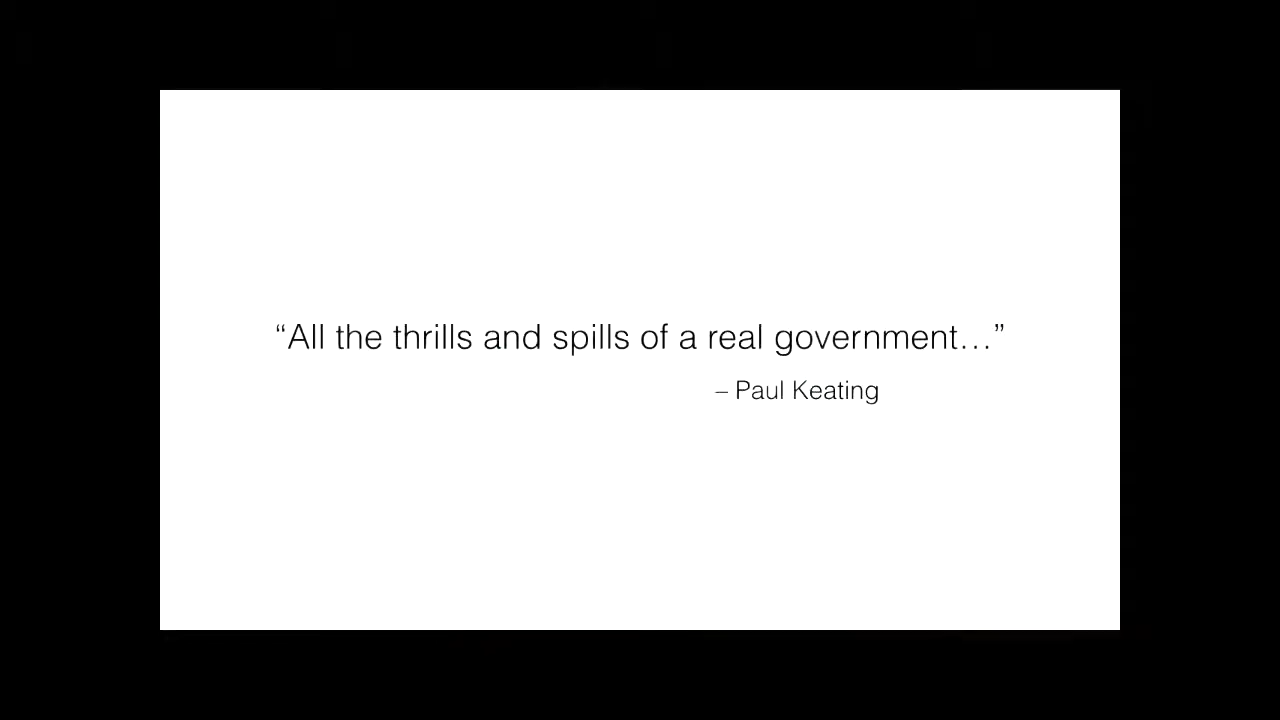 “All the thrills and spills of a real government…”
– Paul Keating